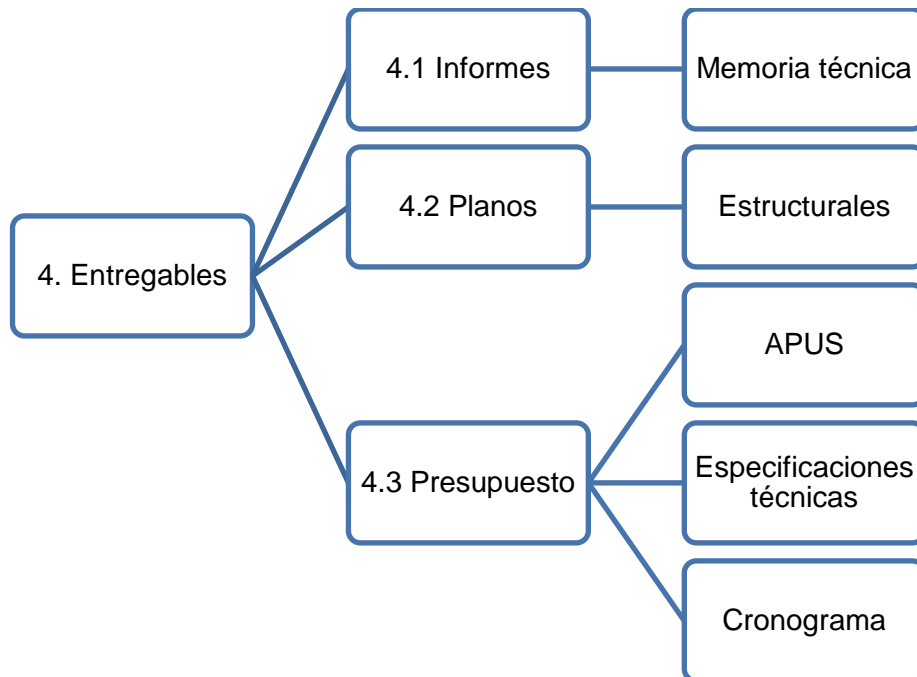 4. Entregables
4.1 Informes
Memoria técnica
4.2 Planos
Estructurales
4.3 Presupuesto
APUS
Especificaciones
técnicas
Cronograma